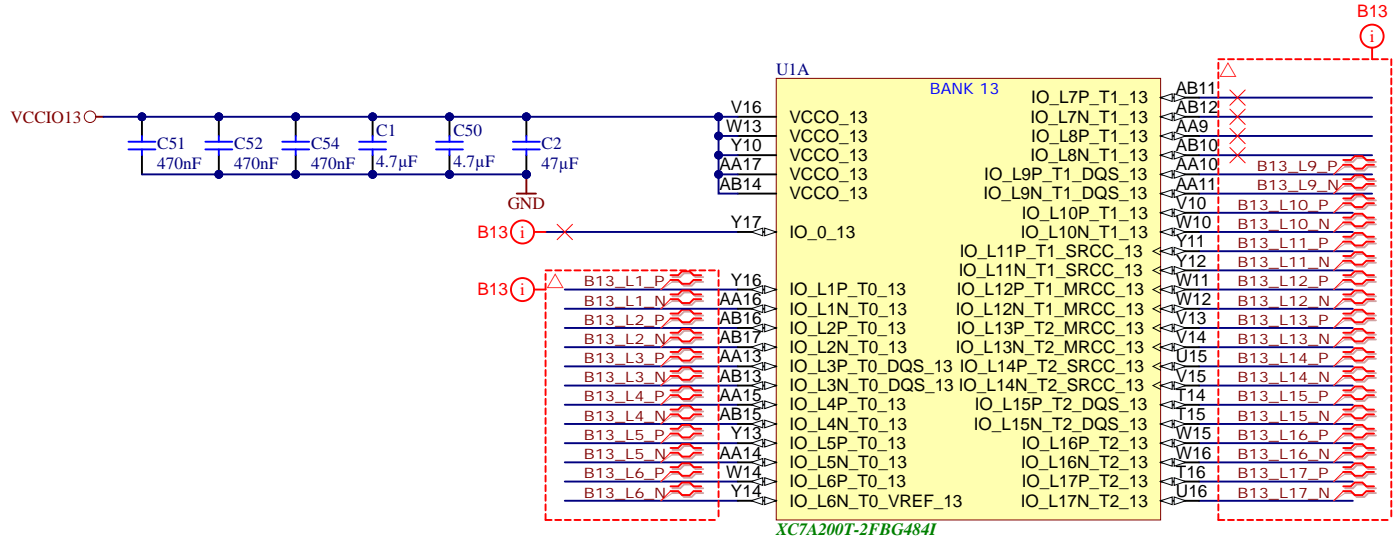 B13
i
U1A
BANK 13
VCCIO13
C51
470nF
C52
470nF
C54
470nF
C1
4.7µF
C50
4.7µF
C2
47µF
GND
V16 VCCO_13
W13 VCCO_13
Y10 VCCO_13
AA17 VCCO_13
AB14 VCCO_13
B13 i Y17 IO_0_13
B13 i
B13_L1_P Y16 IO_L1P_T0_13
B13_L1_N AA16 IO_L1N_T0_13
B13_L2_P AB16 IO_L2P_T0_13
B13_L2_N AB17 IO_L2N_T0_13
B13_L3_P AA13 IO_L3P_T0_DQS_13
B13_L3_N AB13 IO_L3N_T0_DQS_13
B13_L4_P AA15 IO_L4P_T0_13
B13_L4_N AB15 IO_L4N_T0_13
B13_L5_P Y13 IO_L5P_T0_13
B13_L5_N AA14 IO_L5N_T0_13
B13_L6_P W14 IO_L6P_T0_13
B13_L6_N Y14 IO_L6N_T0_VREF_13
IO_L7P_T1_13 AB11
IO_L7N_T1_13 AB12
IO_L8P_T1_13 AA9
IO_L8N_T1_13 AB10
IO_L9P_T1_DQS_13 AA10 B13_L9_P
IO_L9N_T1_DQS_13 AA11 B13_L9_N
IO_L10P_T1_13 V10 B13_L10_P
IO_L10N_T1_13 W10 B13_L10_N
IO_L11P_T1_SRCC_13 Y11 B13_L11_P
IO_L11N_T1_SRCC_13 Y12 B13_L11_N
IO_L12P_T1_MRCC_13 W11 B13_L12_P
IO_L12N_T1_MRCC_13 W12 B13_L12_N
IO_L13P_T2_MRCC_13 V13 B13_L13_P
IO_L13N_T2_MRCC_13 V14 B13_L13_N
IO_L14P_T2_SRCC_13 U15 B13_L14_P
IO_L14N_T2_SRCC_13 V15 B13_L14_N
IO_L15P_T2_DQS_13 T14 B13_L15_P
IO_L15N_T2_DQS_13 T15 B13_L15_N
IO_L16P_T2_13 W15 B13_L16_P
IO_L16N_T2_13 W16 B13_L16_N
IO_L17P_T2_13 T16 B13_L17_P
IO_L17N_T2_13 U16 B13_L17_N
XC7A200T-2FBG484I